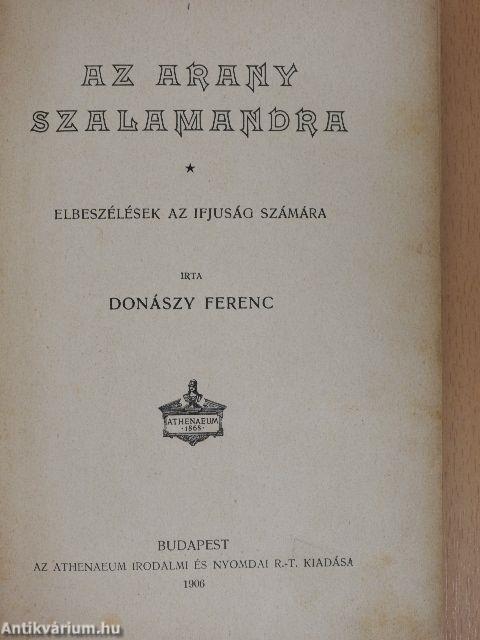 AZ ARANY
SZALAMANDRA
★
ELBESZÉLÉSEK AZ IFJUSÁG SZÁMÁRA
IRTA
DONÁSZY FERENC
ATHENAEUM
·1868·
BUDAPEST
AZ ATHENAEUM IRODALMI ÉS NYOMDAI R.-T. KIADÁSA
1906
Antikvárium.hu